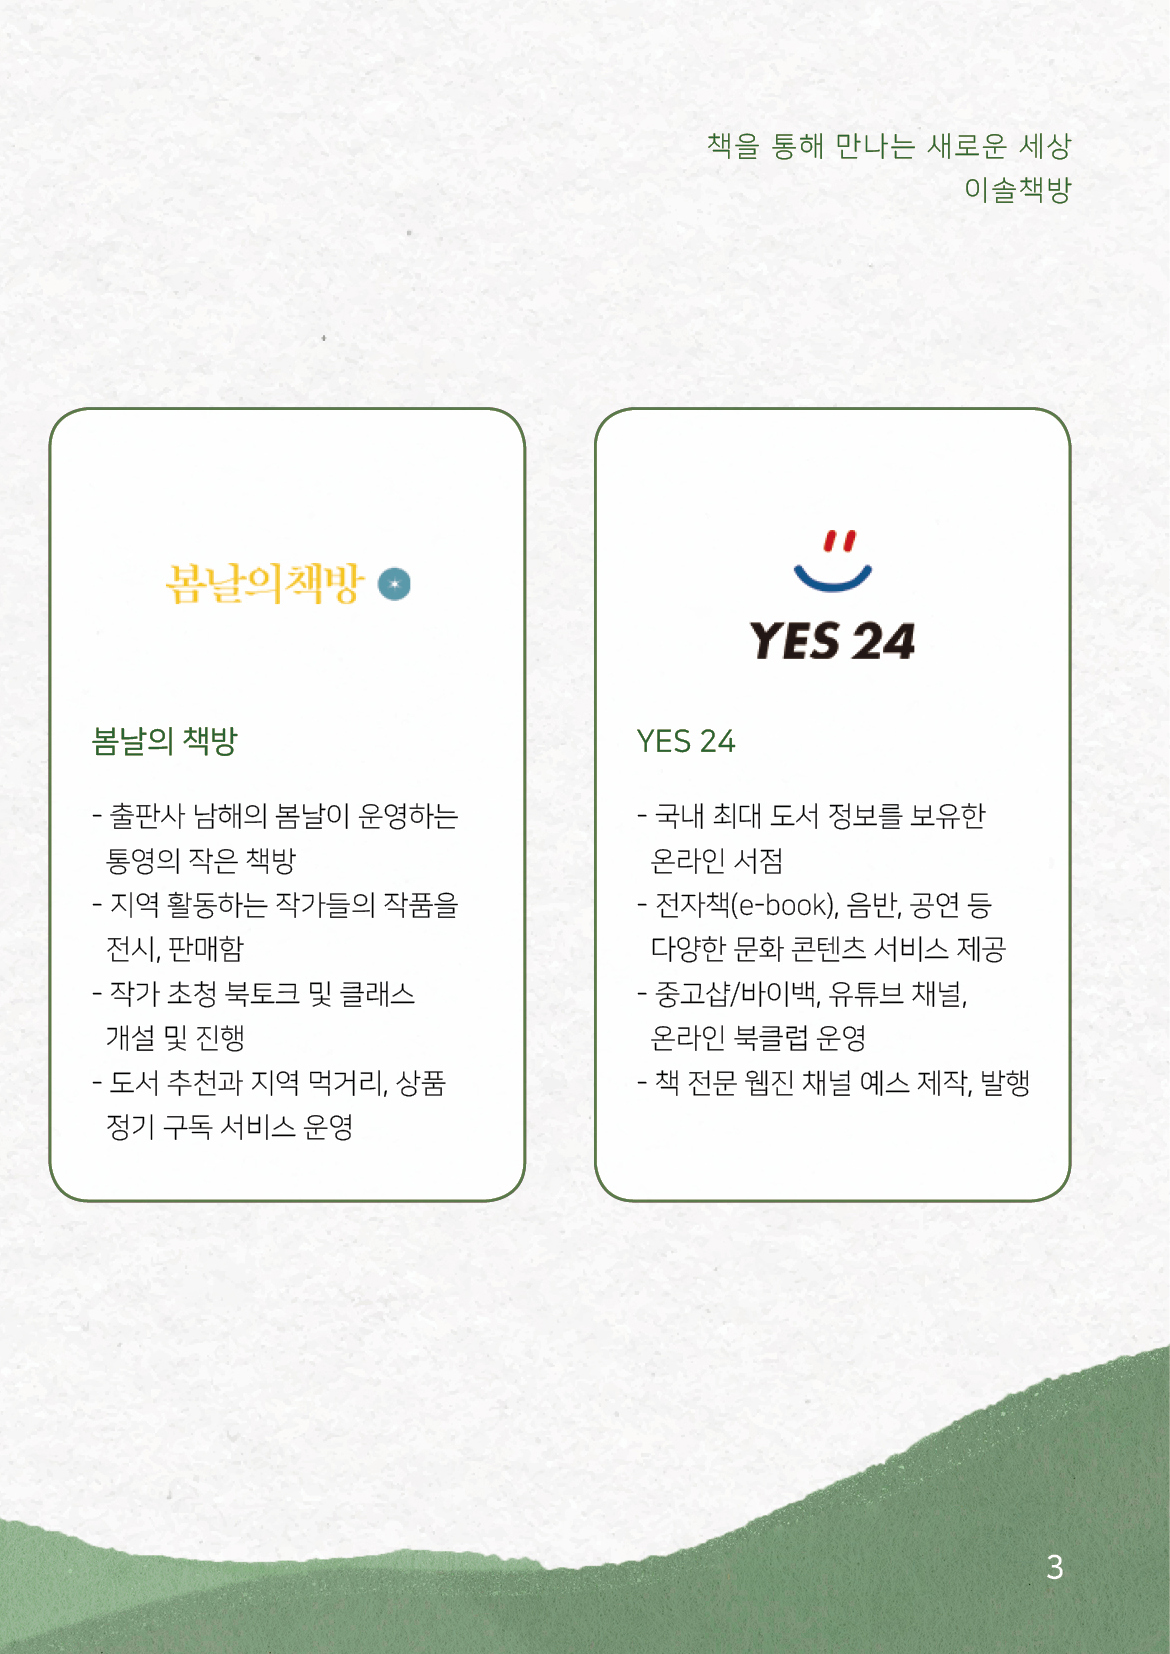 책을 통해 만나는 새로운 세상
이솔책방
봄날의책방
봄날의 책방
- 출판사 남해의 봄날이 운영하는
통영의 작은 책방
- 지역 활동하는 작가들의 작품을
전시, 판매함
- 작가 초청 북토크 및 클래스
개설 및 진행
- 도서 추천과 지역 먹거리, 상품
정기 구독 서비스 운영
YES 24
YES 24
- 국내 최대 도서 정보를 보유한
온라인 서점
- 전자책(e-book), 음반, 공연 등
다양한 문화 콘텐츠 서비스 제공
- 중고샵/바이백, 유튜브 채널,
온라인 북클럽 운영
- 책 전문 웹진 채널 예스 제작, 발행
3